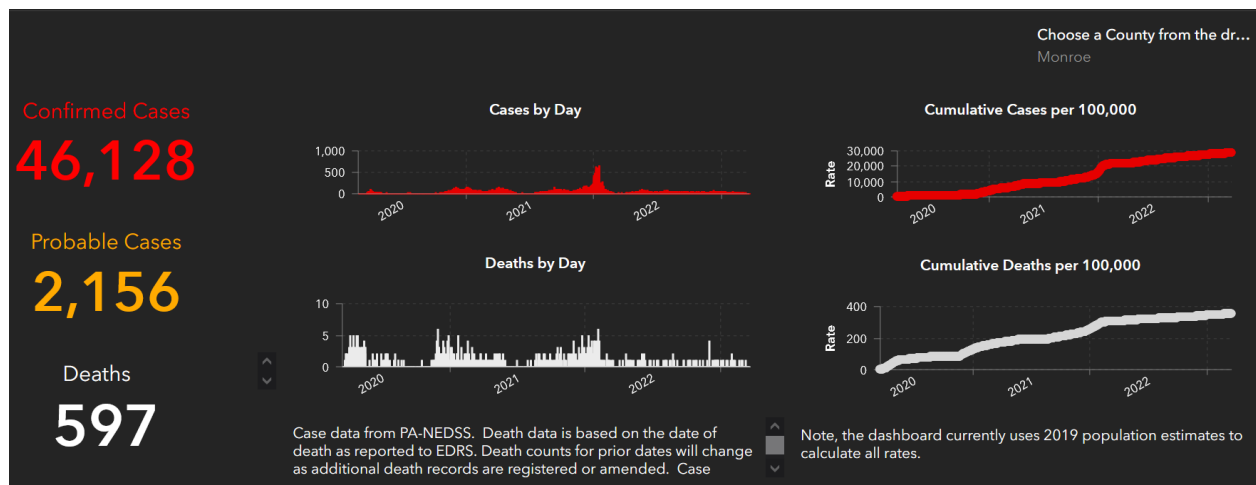 Choose a County from the dr...
Monroe
Confirmed Cases
46,128
Probable Cases
2,156
Deaths
597
Cases by Day
1,000
500
0
2020
2021
2022
Cumulative Cases per 100,000
Rate
30,000
20,000
10,000
0
2020
2021
2022
Deaths by Day
10
5
0
2020
2021
2022
Cumulative Deaths per 100,000
Rate
400
200
0
2020
2021
2022
Case data from PA-NEDSS. Death data is based on the date of
death as reported to EDRS. Death counts for prior dates will change
as additional death records are registered or amended. Case
Note, the dashboard currently uses 2019 population estimates to
calculate all rates.